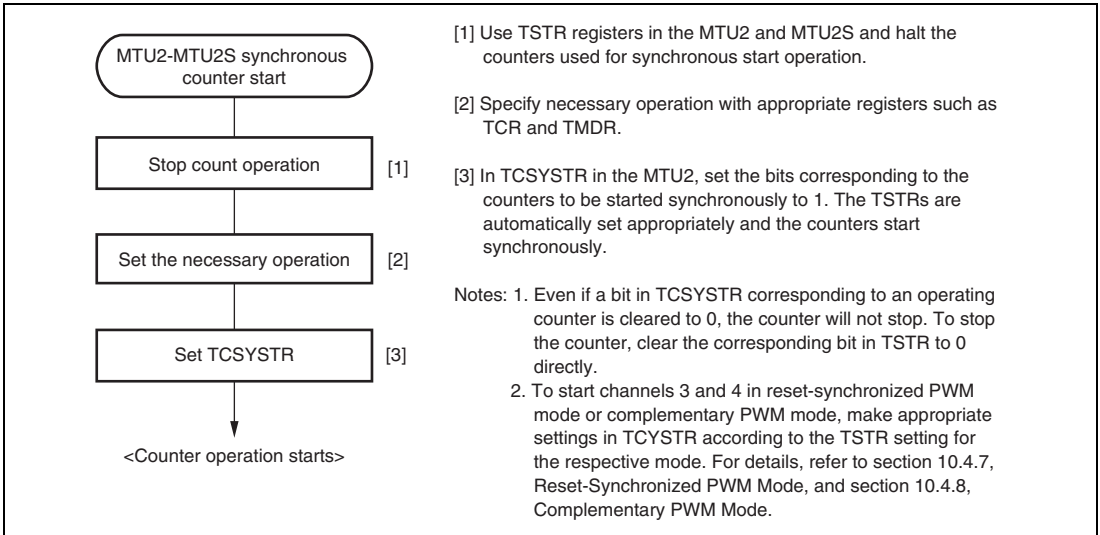 MTU2-MTU2S synchronous
counter start
Stop count operation
[1]
Set the necessary operation
[2]
Set TCSYSTR
[3]
<Counter operation starts>
[1] Use TSTR registers in the MTU2 and MTU2S and halt the
counters used for synchronous start operation.
[2] Specify necessary operation with appropriate registers such as
TCR and TMDR.
[3] In TCSYSTR in the MTU2, set the bits corresponding to the
counters to be started synchronously to 1. The TSTRs are
automatically set appropriately and the counters start
synchronously.
Notes: 1. Even if a bit in TCSYSTR corresponding to an operating
counter is cleared to 0, the counter will not stop. To stop
the counter, clear the corresponding bit in TSTR to 0
directly.
2. To start channels 3 and 4 in reset-synchronized PWM
mode or complementary PWM mode, make appropriate
settings in TCYSTR according to the TSTR setting for
the respective mode. For details, refer to section 10.4.7,
Reset-Synchronized PWM Mode, and section 10.4.8,
Complementary PWM Mode.